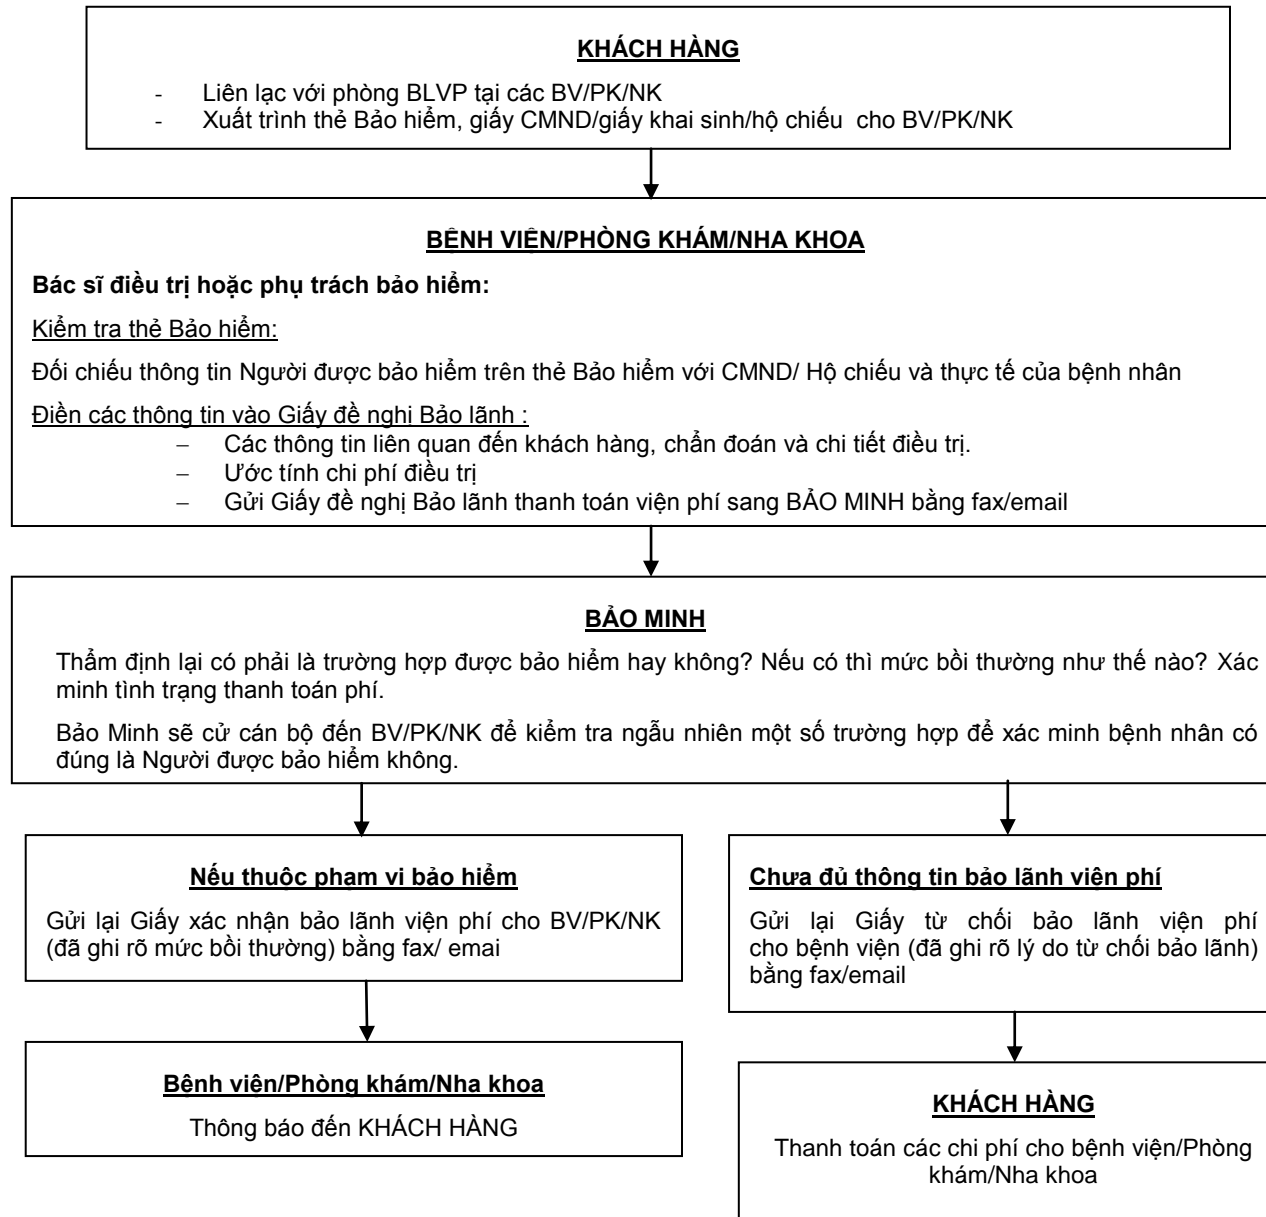 KHÁCH HÀNG
- Liên lạc với phòng BLVP tại các BV/PK/NK
- Xuất trình thẻ Bảo hiểm, giấy CMND/giấy khai sinh/hộ chiếu cho BV/PK/NK
BỆNH VIỆN/PHÒNG KHÁM/NHA KHOA
Bác sĩ điều trị hoặc phụ trách bảo hiểm:
Kiểm tra thẻ Bảo hiểm:
Đối chiếu thông tin Người được bảo hiểm trên thẻ Bảo hiểm với CMND/ Hộ chiếu và thực tế của bệnh nhân
Điền các thông tin vào Giấy đề nghị Bảo lãnh :
– Các thông tin liên quan đến khách hàng, chẩn đoán và chi tiết điều trị.
– Ước tính chi phí điều trị
– Gửi Giấy đề nghị Bảo lãnh thanh toán viện phí sang BẢO MINH bằng fax/email
BẢO MINH
Thẩm định lại có phải là trường hợp được bảo hiểm hay không? Nếu có thì mức bồi thường như thế nào? Xác
minh tình trạng thanh toán phí.
Bảo Minh sẽ cử cán bộ đến BV/PK/NK để kiểm tra ngẫu nhiên một số trường hợp để xác minh bệnh nhân có
đúng là Người được bảo hiểm không.
Nếu thuộc phạm vi bảo hiểm
Gửi lại Giấy xác nhận bảo lãnh viện phí cho BV/PK/NK
(đã ghi rõ mức bồi thường) bằng fax/ emai
Chưa đủ thông tin bảo lãnh viện phí
Gửi lại Giấy từ chối bảo lãnh viện phí
cho bệnh viện (đã ghi rõ lý do từ chối bảo lãnh)
bằng fax/email
Bệnh viện/Phòng khám/Nha khoa
Thông báo đến KHÁCH HÀNG
KHÁCH HÀNG
Thanh toán các chi phí cho bệnh viện/Phòng
khám/Nha khoa